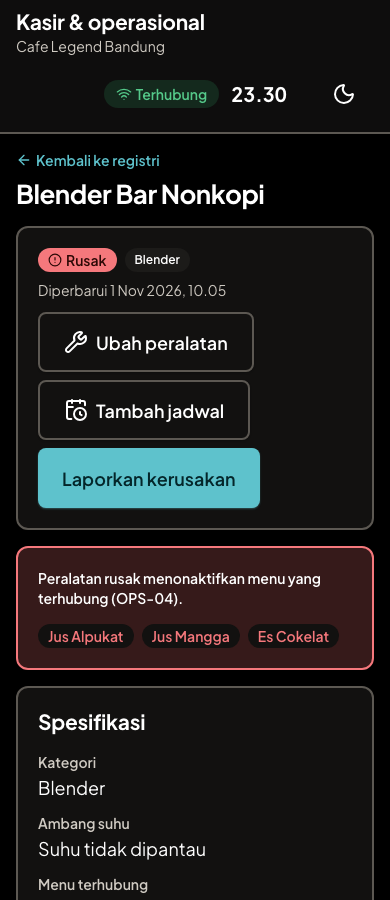 Kasir & operasional
Cafe Legend Bandung
Terhubung
23.30
← Kembali ke registri
Blender Bar Nonkopi
Rusak
Blender
Diperbarui 1 Nov 2026, 10.05
Ubah peralatan
Tambah jadwal
Laporkan kerusakan
Peralatan rusak menonaktifkan menu yang
terhubung (OPS-04).
Jus Alpukat
Jus Mangga
Es Cokelat
Spesifikasi
Kategori
Blender
Ambang suhu
Suhu tidak dipantau
Menu terhubung